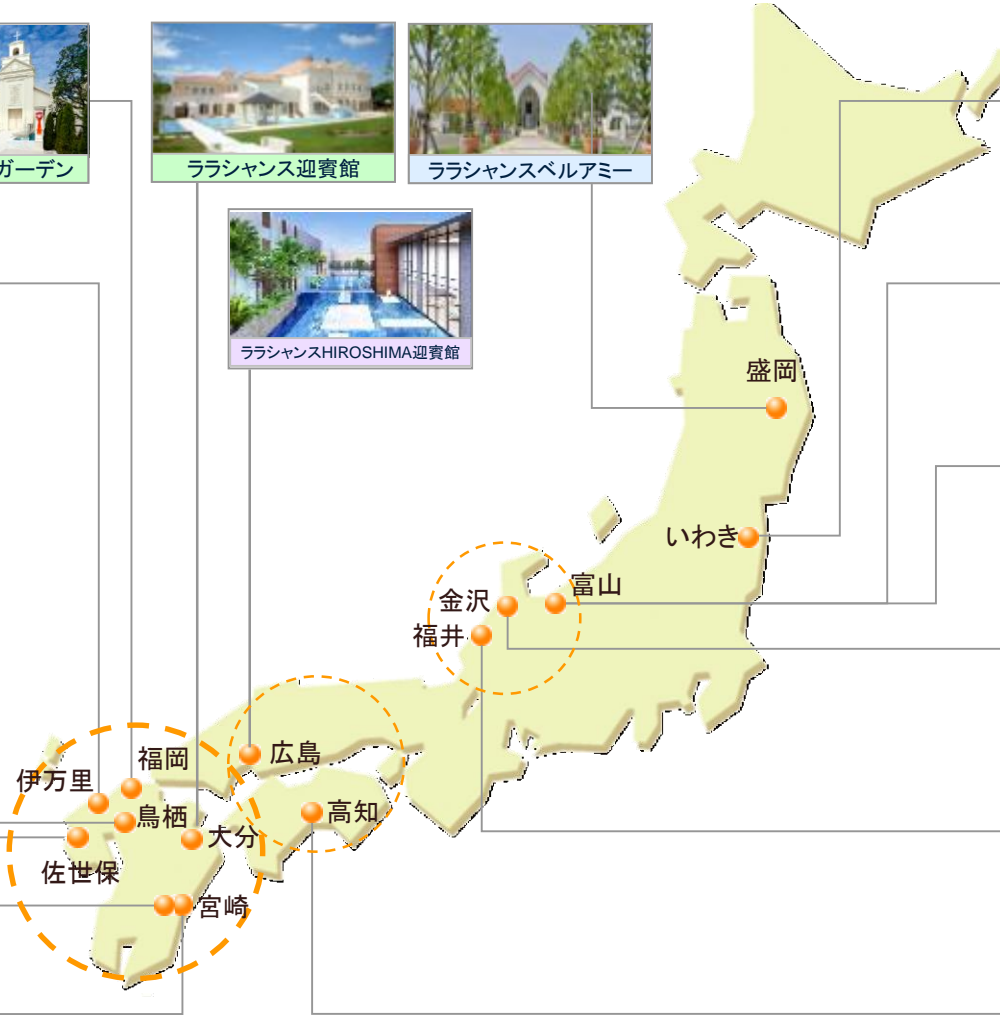 ガーデン
ララシャンス迎賓館
ララシャンスベルアミー
ララシャンスHIROSHIMA迎賓館
盛岡
いわき
富山
金沢
福井
広島
福岡
伊万里
鳥栖
高知
大分
佐世保
宮崎